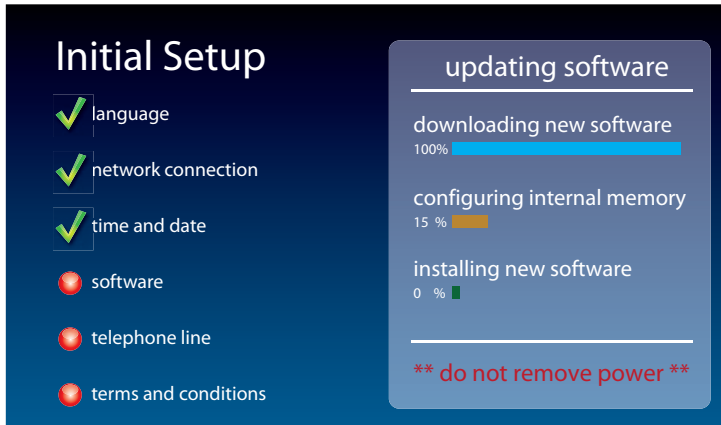 Initial Setup
language
network connection
time and date
software
telephone line
terms and conditions
updating software
downloading new software
100%
configuring internal memory
15 %
installing new software
0 %
** do not remove power **